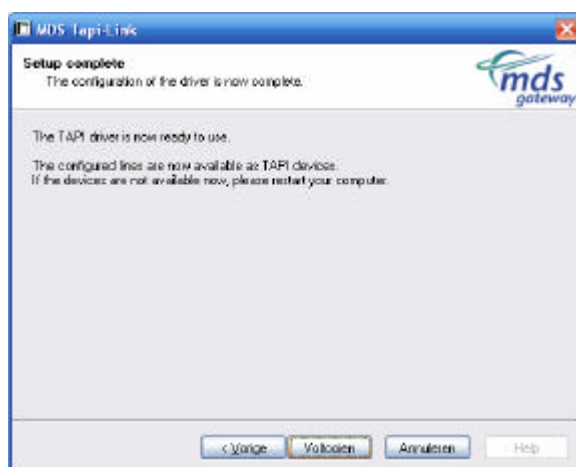 MDS Tapi-Link
Setup complete
The configuration of the driver is now complete.
mds
gateway
The TAPI driver is now ready to use.
The configured lines are now available as TAPI devices.
If the devices are not available now, please restart your computer.
< Vorige
Voltooien
Annuleren
Help